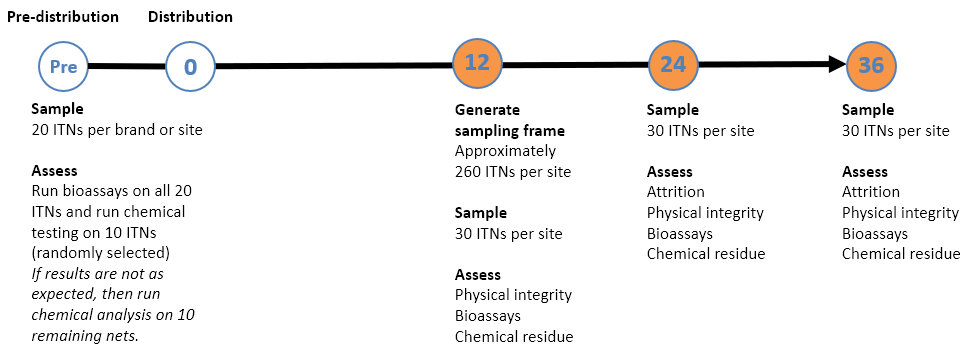 Pre-distribution
Distribution
Pre
0
12
24
36
Sample
20 ITNs per brand or site
Assess
Run bioassays on all 20
ITNs and run chemical
testing on 10 ITNs
(randomly selected)
If results are not as
expected, then run
chemical analysis on 10
remaining nets.
Generate
sampling frame
Approximately
260 ITNs per site
Sample
30 ITNs per site
Assess
Physical integrity
Bioassays
Chemical residue
Sample
30 ITNs per site
Assess
Attrition
Physical integrity
Bioassays
Chemical residue
Sample
30 ITNs per site
Assess
Attrition
Physical integrity
Bioassays
Chemical residue